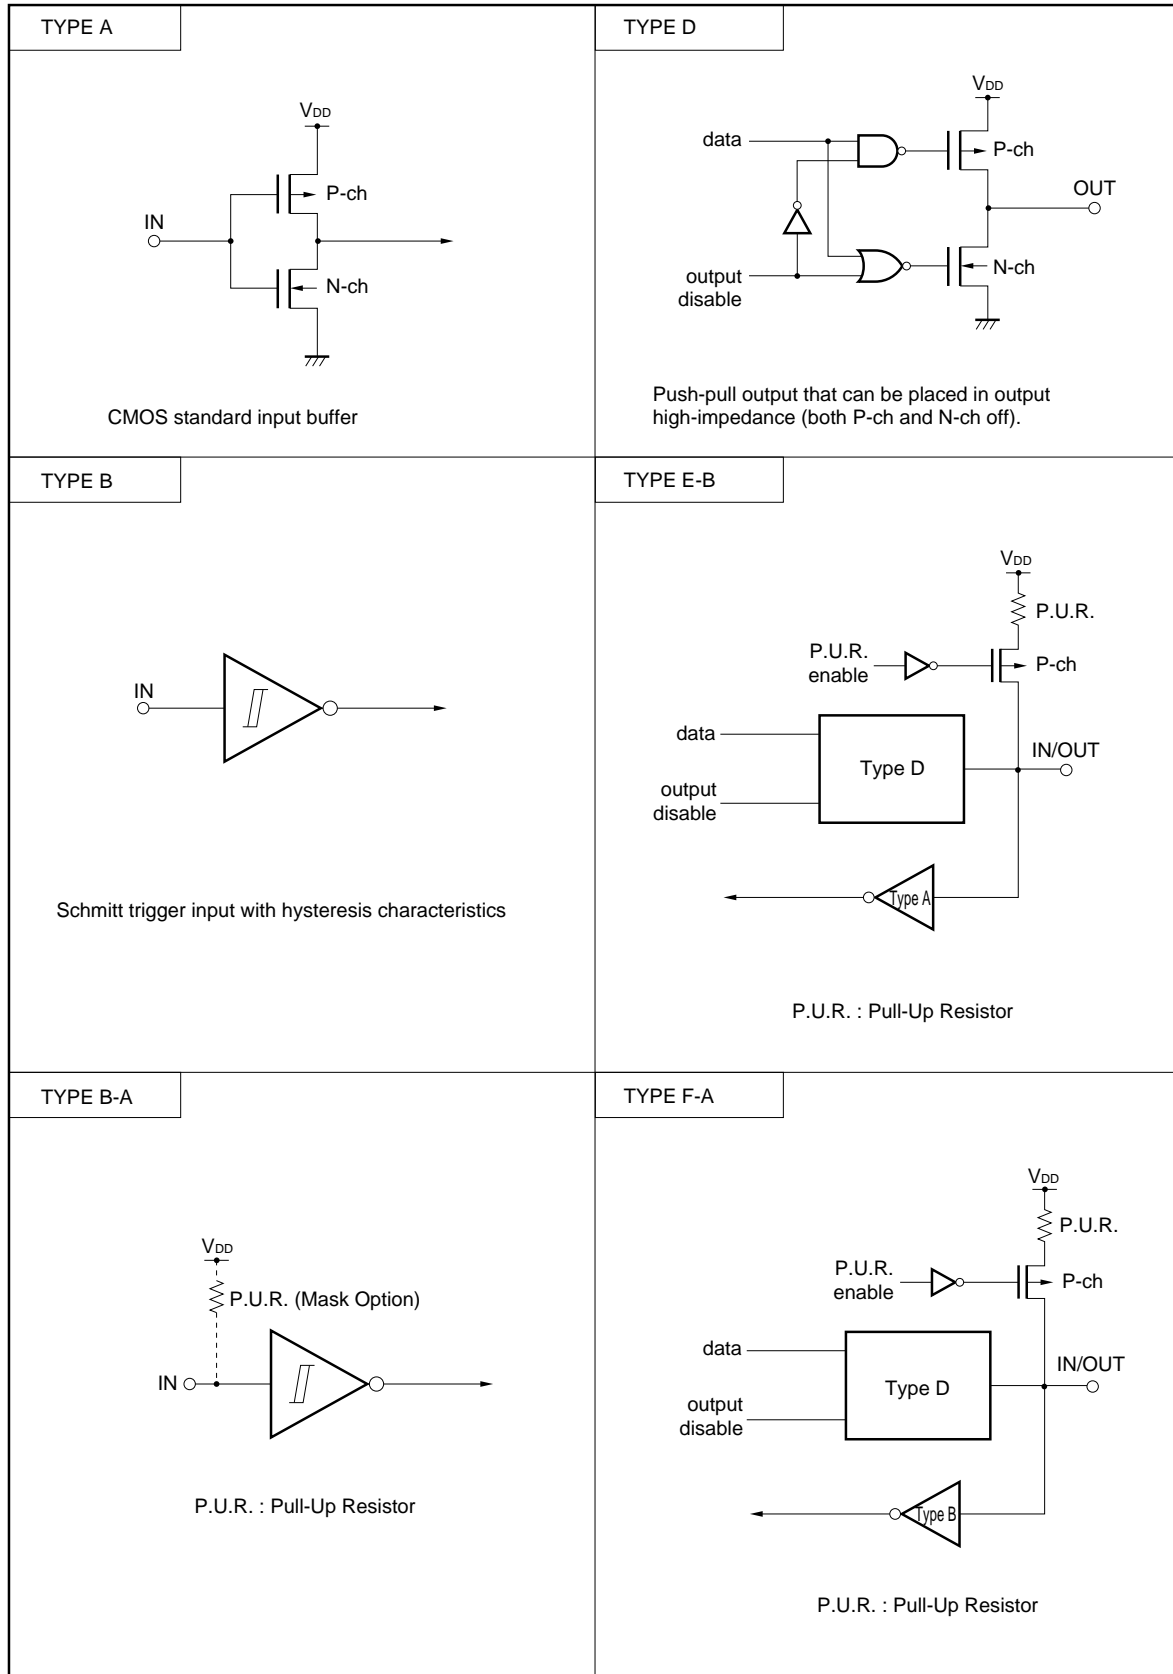 TYPE A
VDD
P-ch
IN
N-ch
CMOS standard input buffer
TYPE D
VDD
data
P-ch
OUT
output
disable
N-ch
Push-pull output that can be placed in output
high-impedance (both P-ch and N-ch off).
TYPE B
IN
Schmitt trigger input with hysteresis characteristics
TYPE E-B
VDD
P.U.R.
P.U.R.
enable
P-ch
data
Type D
IN/OUT
output
disable
Type A
P.U.R. : Pull-Up Resistor
TYPE B-A
VDD
P.U.R. (Mask Option)
IN
P.U.R. : Pull-Up Resistor
TYPE F-A
VDD
P.U.R.
P.U.R.
enable
P-ch
data
Type D
IN/OUT
output
disable
Type B
P.U.R. : Pull-Up Resistor